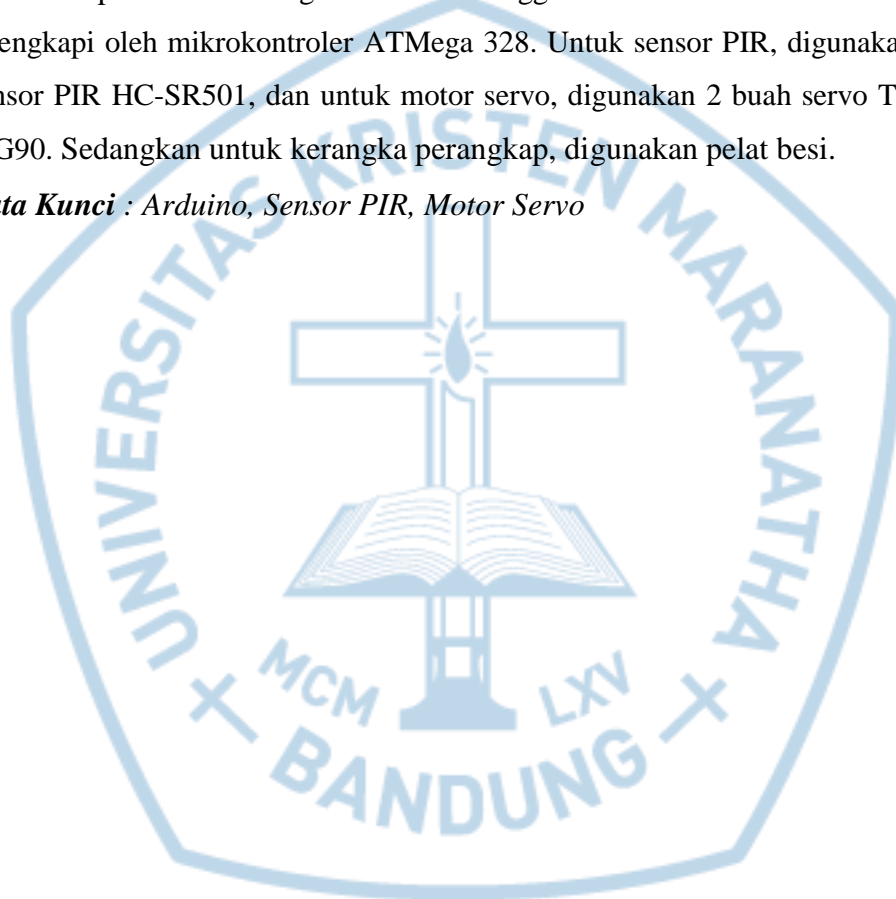 engkapi oleh mikrokontroler ATMega 328. Untuk sensor PIR, digunaka
nsor PIR HC-SR501, dan untuk motor servo, digunakan 2 buah servo T
G90. Sedangkan untuk kerangka perangkap, digunakan pelat besi.
ta Kunci : Arduino, Sensor PIR, Motor Servo
UNIVERSITAS KRISTEN MARANATHA
MCM LXV
BANDUNG